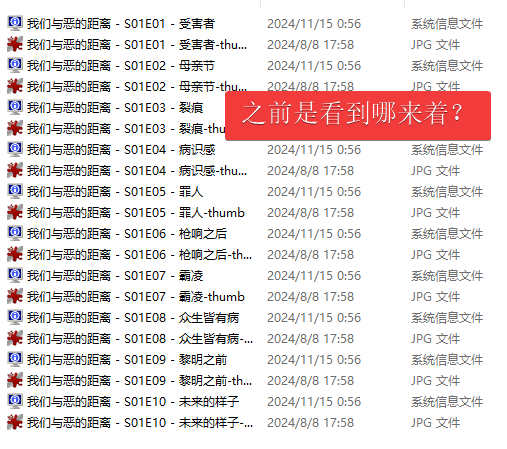 我们与恶的距离 - S01E01 - 受害者 2024/11/15 0:56 系统信息文件
我们与恶的距离 - S01E01 - 受害者-thu... 2024/8/8 17:58 JPG 文件
我们与恶的距离 - S01E02 - 母亲节 2024/11/15 0:56 系统信息文件
我们与恶的距离 - S01E02 - 母亲节-thu... 2024/8/8 17:58 JPG 文件
我们与恶的距离 - S01E03 - 裂痕
之前是看到哪来着？
我们与恶的距离 - S01E03 - 裂痕-thu
我们与恶的距离 - S01E04 - 病识感 2024/11/15 0:56 系统信息文件
我们与恶的距离 - S01E04 - 病识感-thu... 2024/8/8 17:58 JPG 文件
我们与恶的距离 - S01E05 - 罪人 2024/11/15 0:56 系统信息文件
我们与恶的距离 - S01E05 - 罪人-thumb 2024/8/8 17:58 JPG 文件
我们与恶的距离 - S01E06 - 枪响之后 2024/11/15 0:56 系统信息文件
我们与恶的距离 - S01E06 - 枪响之后-th... 2024/8/8 17:58 JPG 文件
我们与恶的距离 - S01E07 - 霸凌 2024/11/15 0:56 系统信息文件
我们与恶的距离 - S01E07 - 霸凌-thumb 2024/8/8 17:58 JPG 文件
我们与恶的距离 - S01E08 - 众生皆有病 2024/11/15 0:56 系统信息文件
我们与恶的距离 - S01E08 - 众生皆有病-... 2024/8/8 17:58 JPG 文件
我们与恶的距离 - S01E09 - 黎明之前 2024/11/15 0:56 系统信息文件
我们与恶的距离 - S01E09 - 黎明之前-th... 2024/8/8 17:58 JPG 文件
我们与恶的距离 - S01E10 - 未来的样子 2024/11/15 0:56 系统信息文件
我们与恶的距离 - S01E10 - 未来的样子-... 2024/8/8 17:58 JPG 文件